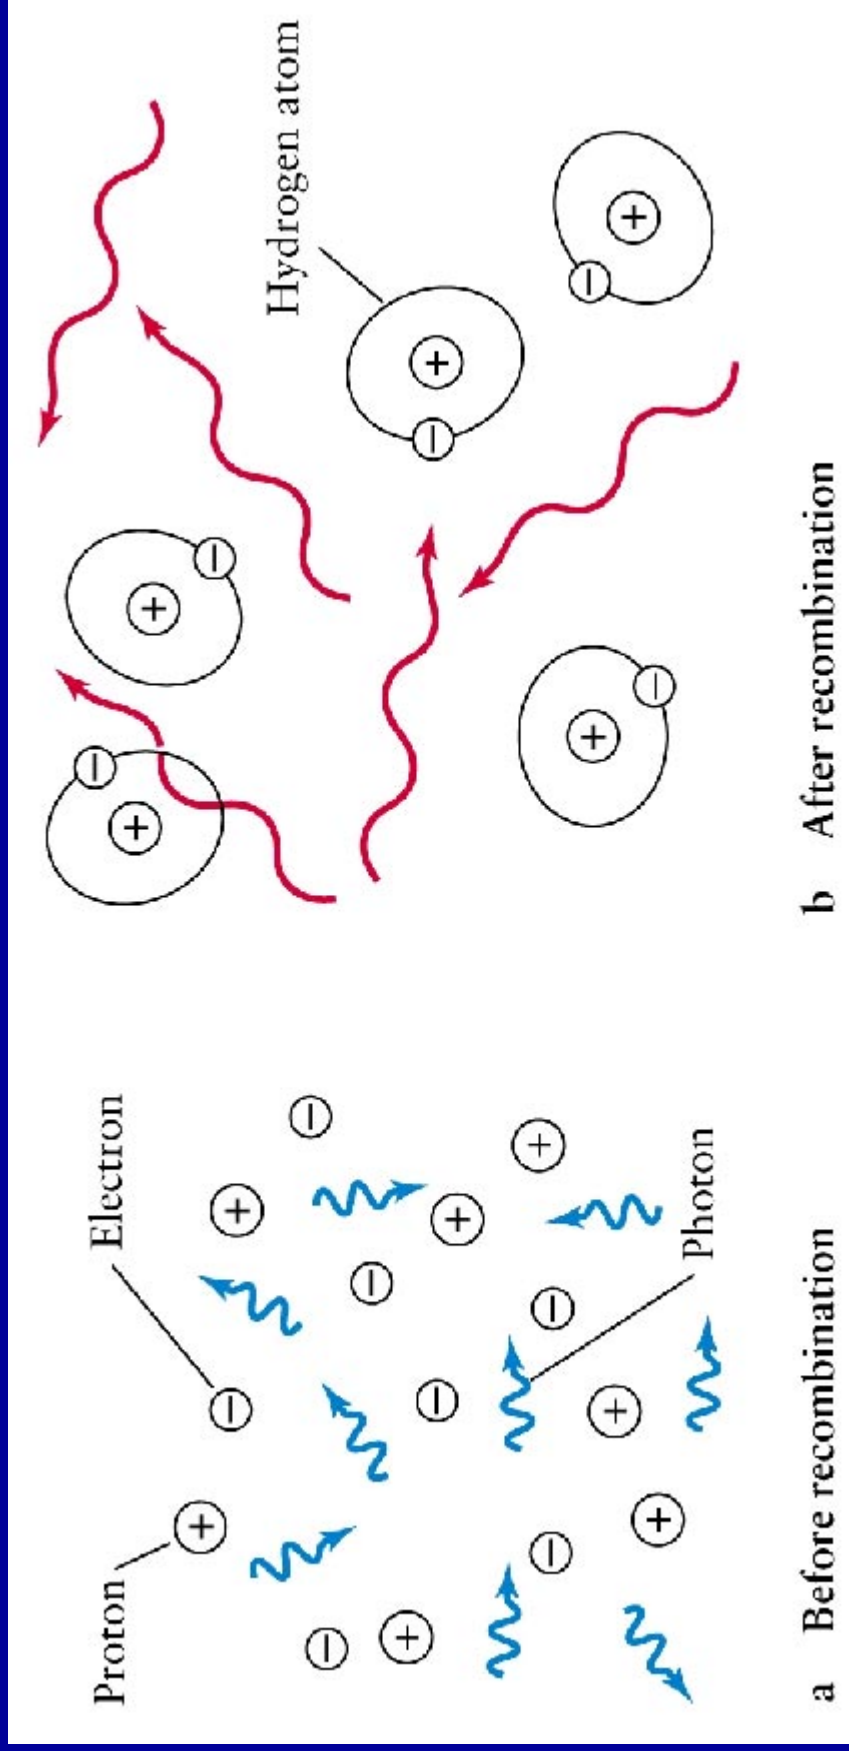 Proton
Electron
Photon
a Before recombination
Hydrogen atom
b After recombination